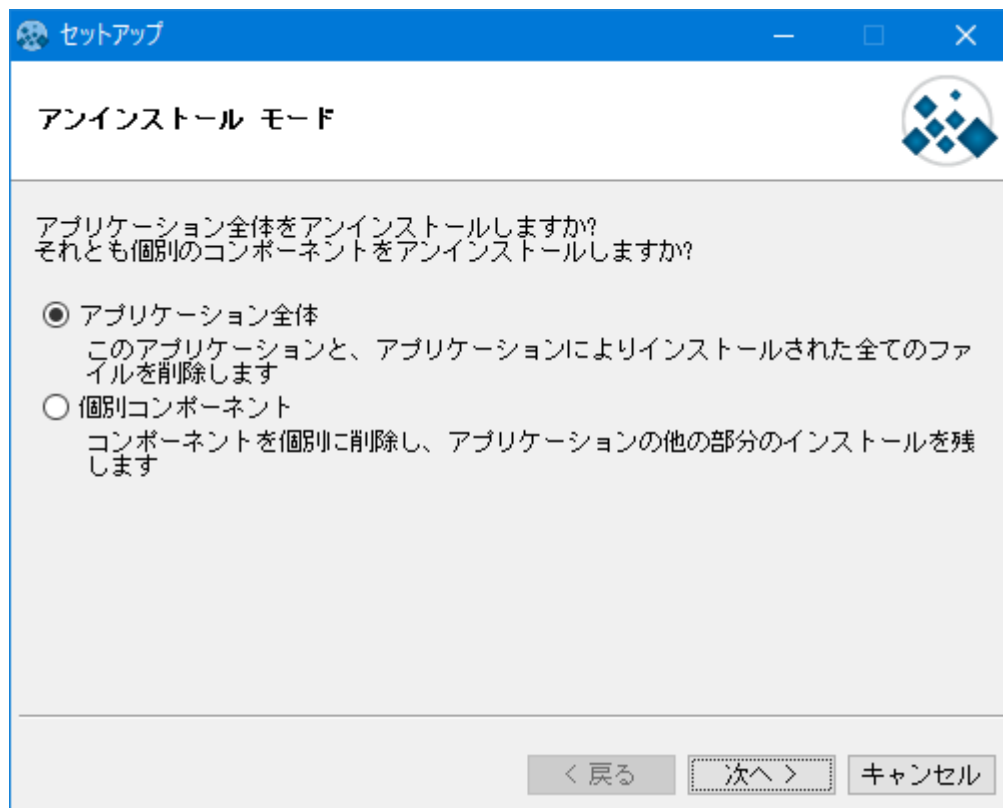 セットアップ
アンインストール モード
アプリケーション全体をアンインストールしますか?
それとも個別のコンポーネントをアンインストールしますか?
アプリケーション全体
このアプリケーションと、アプリケーションによりインストールされた全てのファ
イルを削除します
個別コンポーネント
コンポーネントを個別に削除し、アプリケーションの他の部分のインストールを残
します
< 戻る 次へ > キャンセル